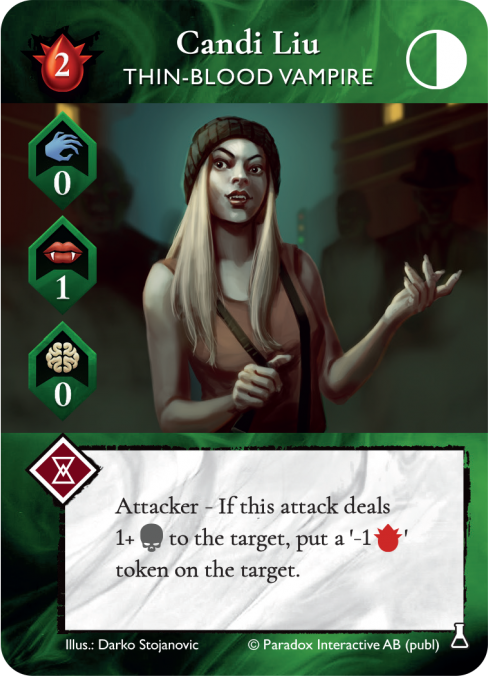 2
Candi Liu
THIN-BLOOD VAMPIRE
0
1
0
Attacker - If this attack deals
1+ to the target, put a '-1 '
token on the target.
Illus.: Darko Stojanovic © Paradox Interactive AB (publ)